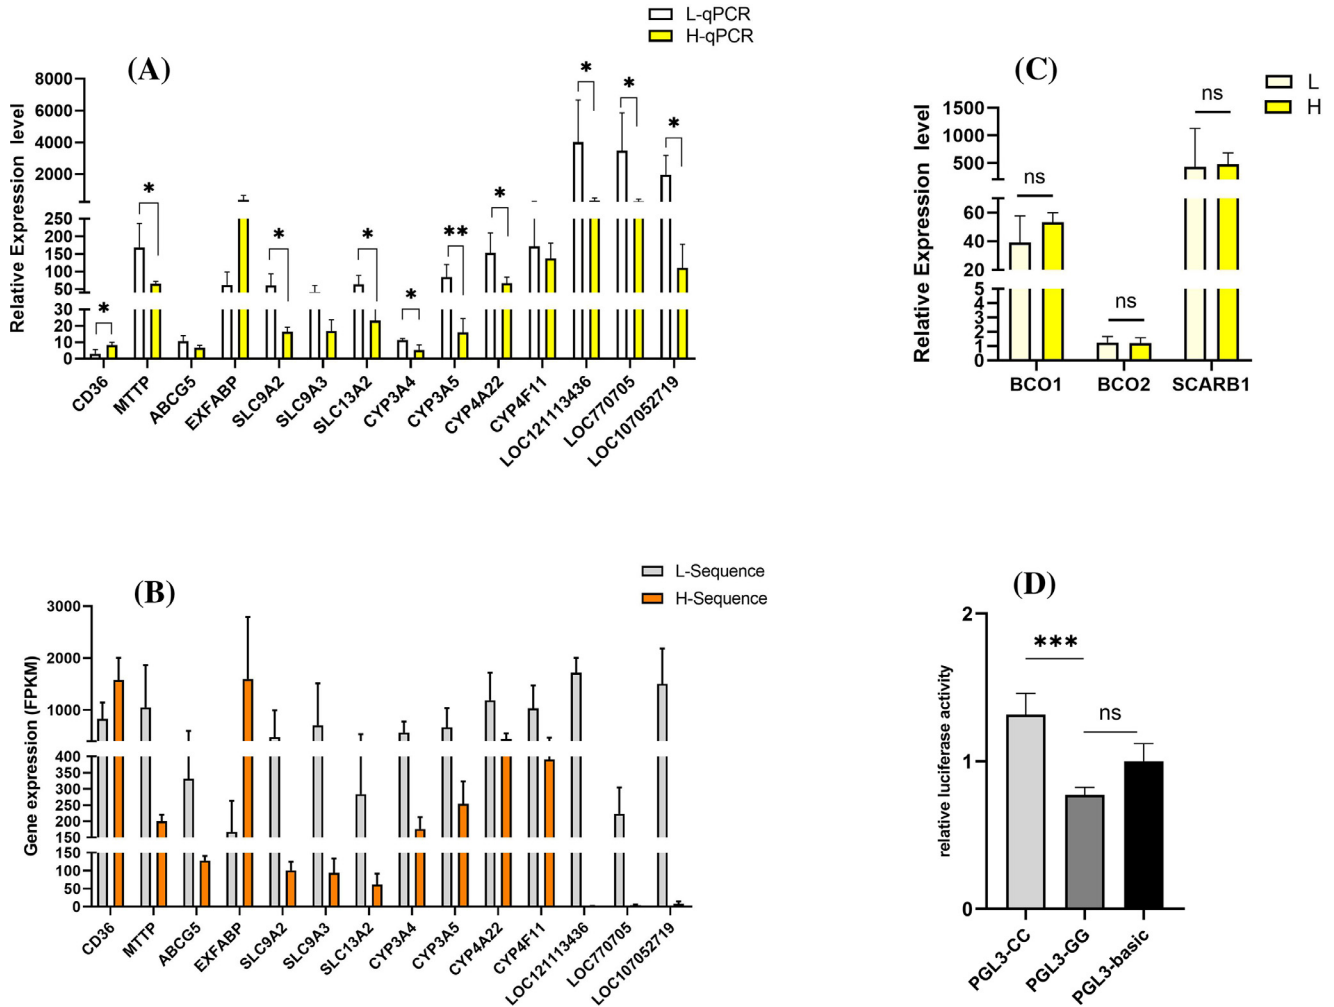 L-qPCR
H-qPCR
(A)
Relative Expression level
8000
6000
4000
2000
250
200
150
100
50
30
20
10
0
*
*
*
*
*
**
*
*
*
*
CD36
MTTP
ABCG5
EXFABP
SLC9A2
SLC9A3
SLC13A2
CYP3A4
CYP3A5
CYP4A22
CYP4F11
LOC121113436
LOC770705
LOC107052719
(C)
L
H
Relative Expression level
1500
1000
500
60
40
20
5
4
3
2
1
0
ns
ns
ns
BCO1
BCO2
SCARB1
(B)
L-Sequence
H-Sequence
Gene expression (FPKM)
3000
2000
1000
400
350
300
250
200
150
150
100
50
0
CD36
MTTP
ABCG5
EXFABP
SLC9A2
SLC9A3
SLC13A2
CYP3A4
CYP3A5
CYP4A22
CYP4F11
LOC121113436
LOC770705
LOC107052719
(D)
relative luciferase activity
2
1
0
***
ns
PGL3-CC
PGL3-GG
PGL3-basic